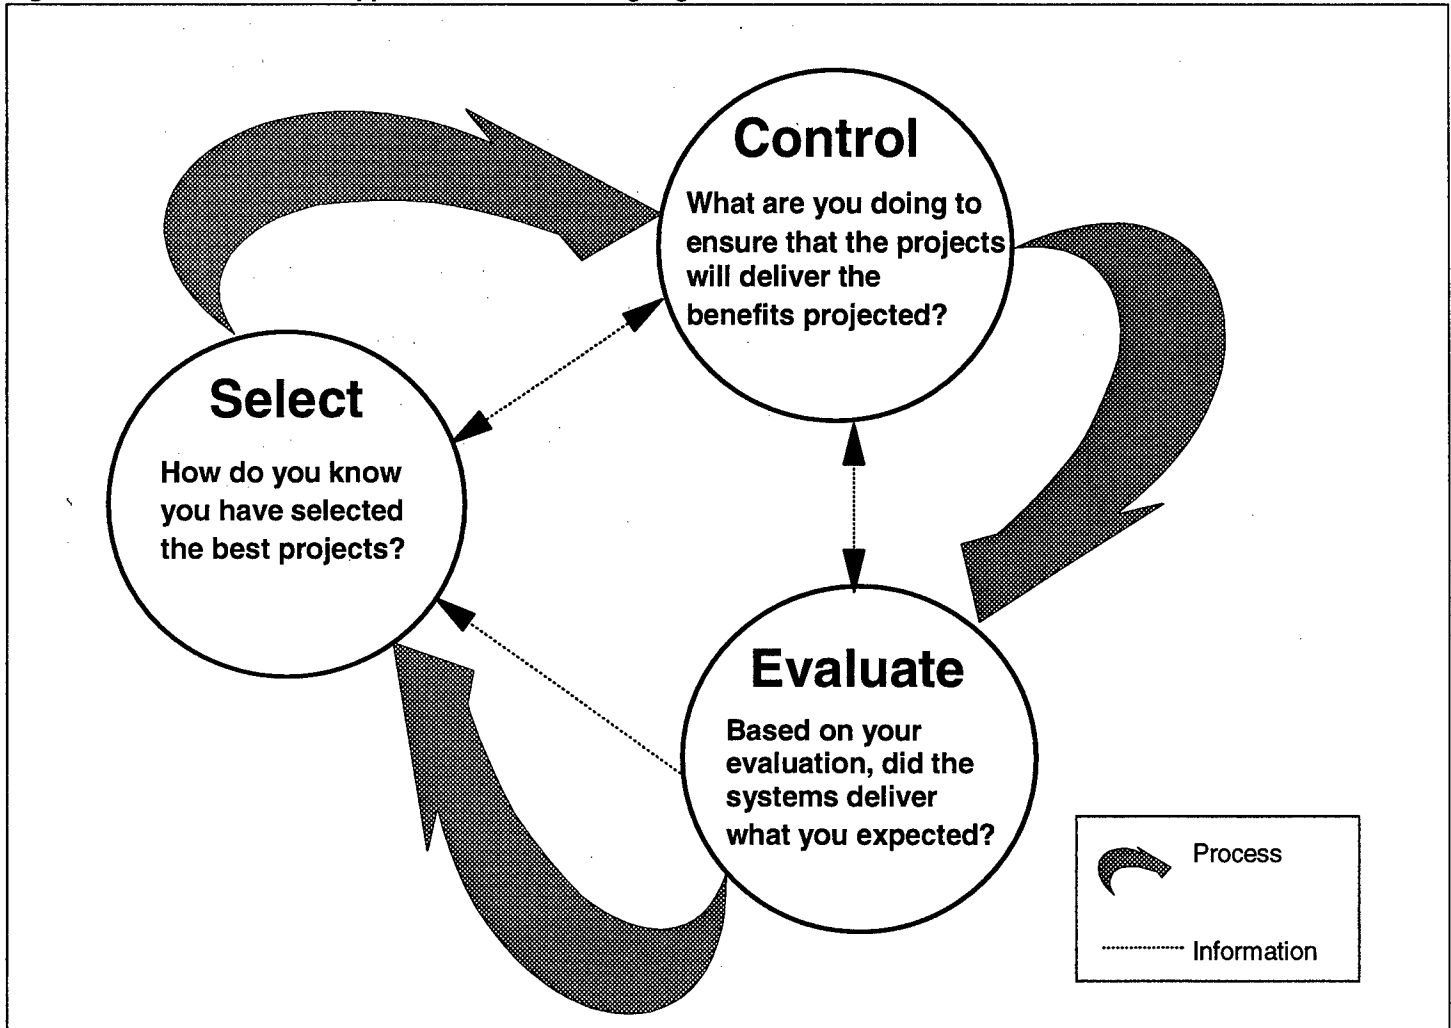 Control
What are you doing to
ensure that the projects
will deliver the
benefits projected?
Select
How do you know
you have selected
the best projects?
Evaluate
Based on your
evaluation, did the
systems deliver
what you expected?
Process
Information